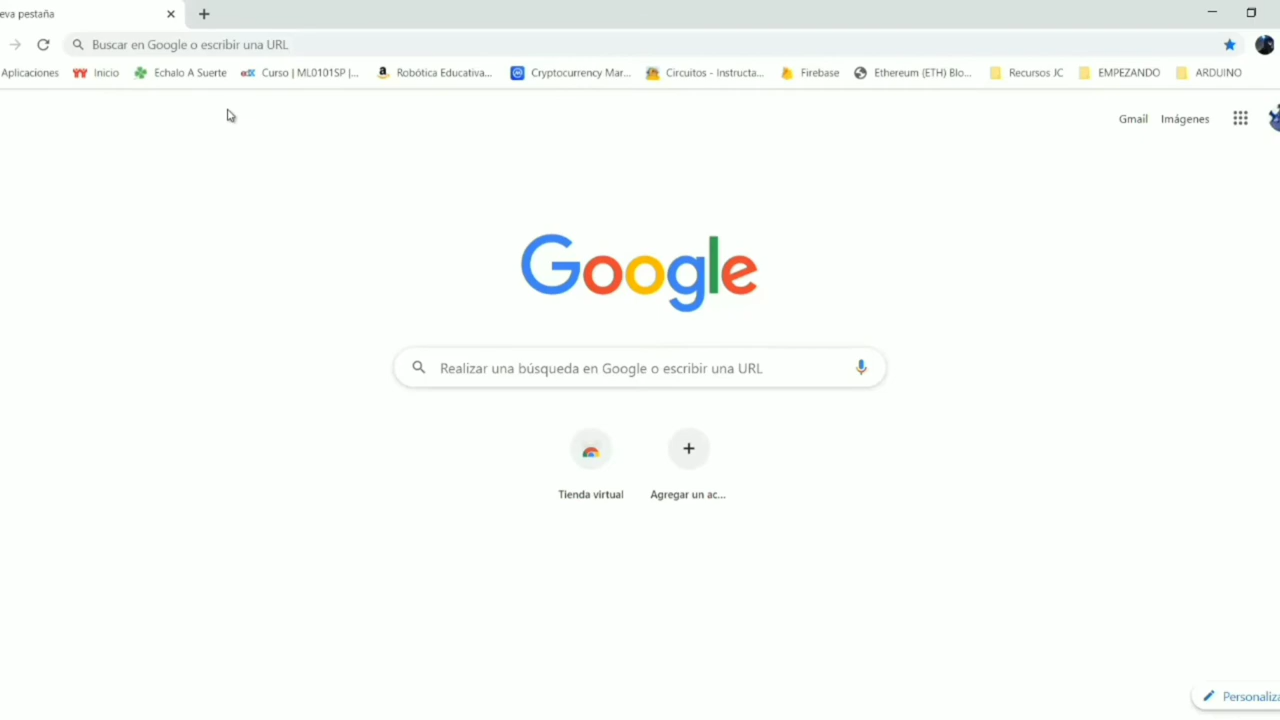 eva pestaña
Buscar en Google o escribir una URL
Aplicaciones Inicio Echalo A Suerte edX Curso | ML0101SP |... Robótica Educativa... Cryptocurrency Mar... Circuitos - Instructa... Firebase Ethereum (ETH) Blo... Recursos JC EMPEZANDO ARDUINO
Gmail Imágenes
Google
Realizar una búsqueda en Google o escribir una URL
Tienda virtual Agregar un ac...
Personaliza